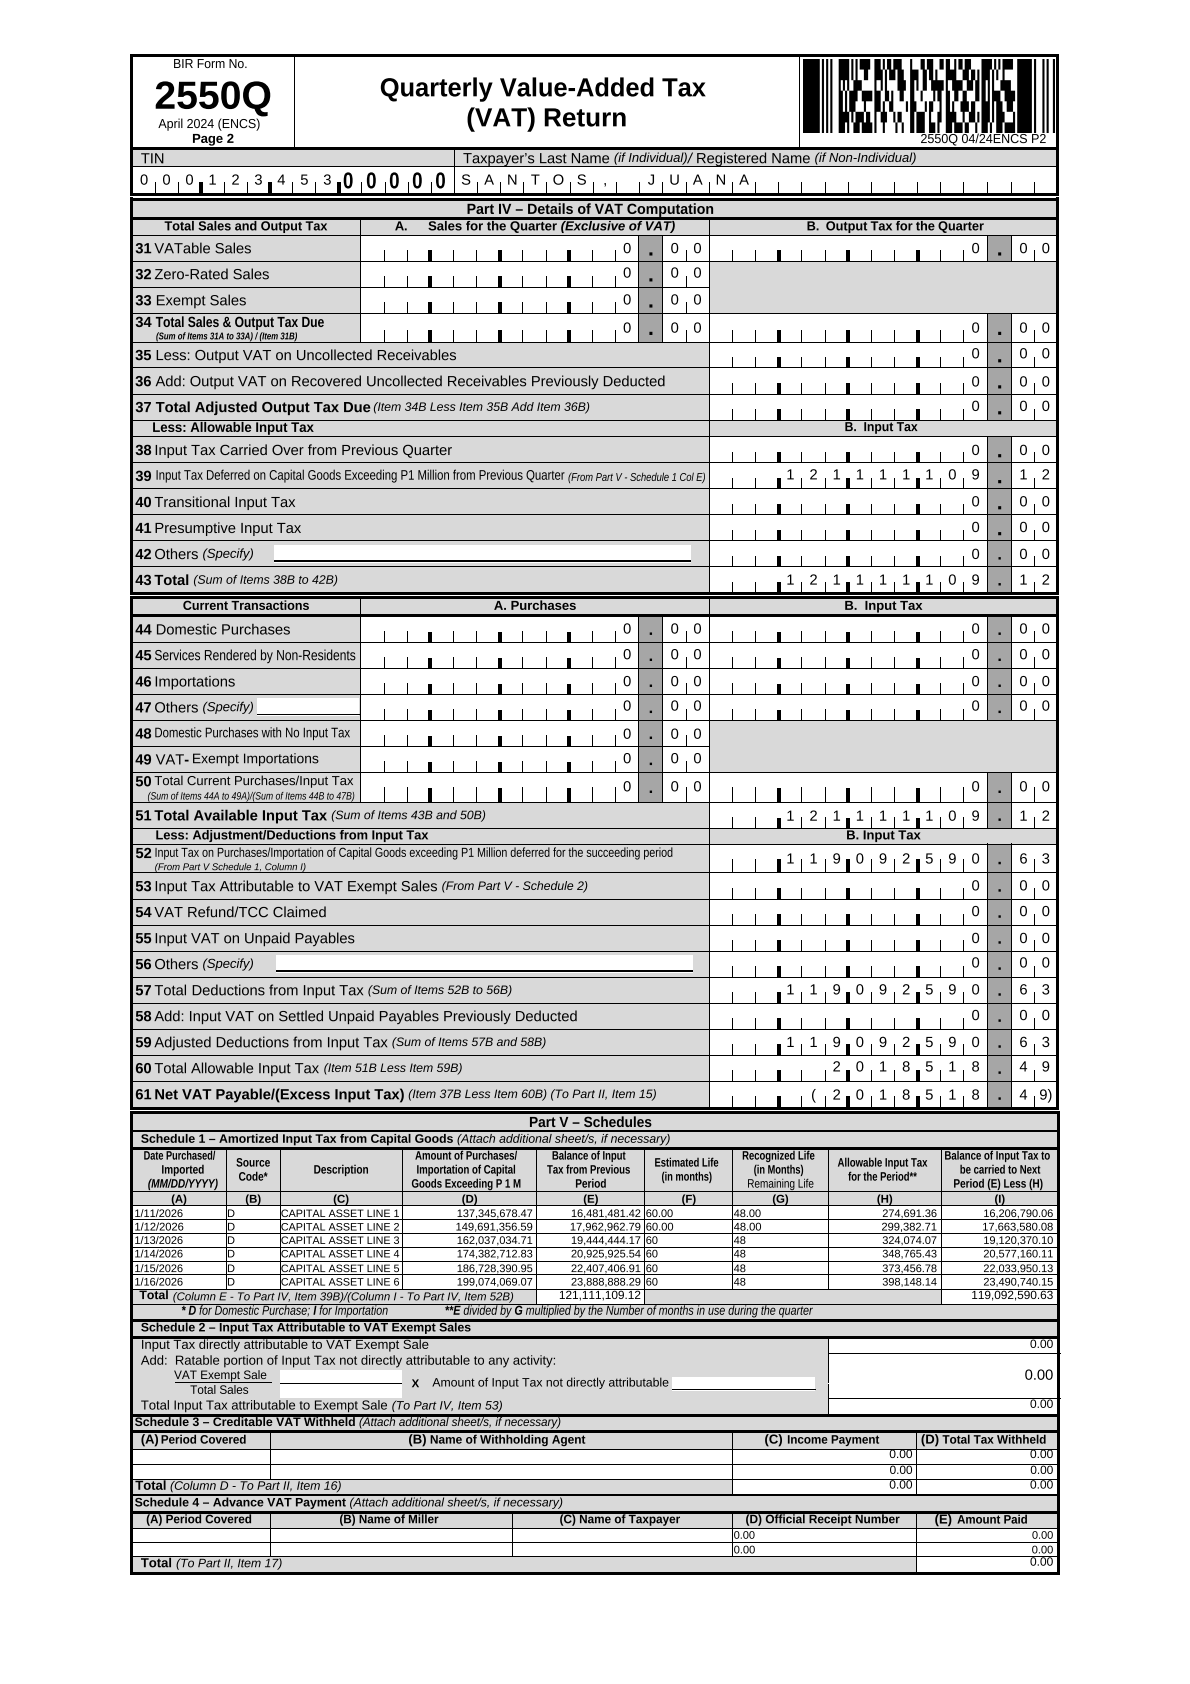 BIR Form No.
2550Q
April 2024 (ENCS)
Page 2
Quarterly Value-Added Tax
(VAT) Return
2550Q 04/24ENCS P2
TIN Taxpayer's Last Name (if Individual)/ Registered Name (if Non-Individual)
0 0 0 1 2 3 4 5 3 0 0 0 0 0 S A N T O S , J U A N A
Part IV – Details of VAT Computation
Total Sales and Output Tax A. Sales for the Quarter (Exclusive of VAT) B. Output Tax for the Quarter
31 VATable Sales 0 . 0 0 0 . 0 0
32 Zero-Rated Sales 0 . 0 0
33 Exempt Sales 0 . 0 0
34 Total Sales & Output Tax Due 0 . 0 0 0 . 0 0
(Sum of Items 31A to 33A) / (Item 31B)
35 Less: Output VAT on Uncollected Receivables 0 . 0 0
36 Add: Output VAT on Recovered Uncollected Receivables Previously Deducted 0 . 0 0
37 Total Adjusted Output Tax Due (Item 34B Less Item 35B Add Item 36B) 0 . 0 0
Less: Allowable Input Tax B. Input Tax
38 Input Tax Carried Over from Previous Quarter 0 . 0 0
39 Input Tax Deferred on Capital Goods Exceeding P1 Million from Previous Quarter (From Part V - Schedule 1 Col E) 1 2 1 1 1 1 1 0 9 . 1 2
40 Transitional Input Tax 0 . 0 0
41 Presumptive Input Tax 0 . 0 0
42 Others (Specify) 0 . 0 0
43 Total (Sum of Items 38B to 42B) 1 2 1 1 1 1 1 0 9 . 1 2
Current Transactions A. Purchases B. Input Tax
44 Domestic Purchases 0 . 0 0 0 . 0 0
45 Services Rendered by Non-Residents 0 . 0 0 0 . 0 0
46 Importations 0 . 0 0 0 . 0 0
47 Others (Specify) 0 . 0 0 0 . 0 0
48 Domestic Purchases with No Input Tax 0 . 0 0
49 VAT- Exempt Importations 0 . 0 0
50 Total Current Purchases/Input Tax 0 . 0 0 0 . 0 0
(Sum of Items 44A to 49A)/(Sum of Items 44B to 47B)
51 Total Available Input Tax (Sum of Items 43B and 50B) 1 2 1 1 1 1 1 0 9 . 1 2
Less: Adjustment/Deductions from Input Tax B. Input Tax
52 Input Tax on Purchases/Importation of Capital Goods exceeding P1 Million deferred for the succeeding period 1 1 9 0 9 2 5 9 0 . 6 3
(From Part V Schedule 1, Column I)
53 Input Tax Attributable to VAT Exempt Sales (From Part V - Schedule 2) 0 . 0 0
54 VAT Refund/TCC Claimed 0 . 0 0
55 Input VAT on Unpaid Payables 0 . 0 0
56 Others (Specify) 0 . 0 0
57 Total Deductions from Input Tax (Sum of Items 52B to 56B) 1 1 9 0 9 2 5 9 0 . 6 3
58 Add: Input VAT on Settled Unpaid Payables Previously Deducted 0 . 0 0
59 Adjusted Deductions from Input Tax (Sum of Items 57B and 58B) 1 1 9 0 9 2 5 9 0 . 6 3
60 Total Allowable Input Tax (Item 51B Less Item 59B) 2 0 1 8 5 1 8 . 4 9
61 Net VAT Payable/(Excess Input Tax) (Item 37B Less Item 60B) (To Part II, Item 15) ( 2 0 1 8 5 1 8 . 4 9)
Part V – Schedules
Schedule 1 – Amortized Input Tax from Capital Goods (Attach additional sheet/s, if necessary)
Date Purchased/ Imported (MM/DD/YYYY) Source Code* Description Amount of Purchases/ Importation of Capital Goods Exceeding P 1 M Balance of Input Tax from Previous Period Estimated Life (in months) Recognized Life (in Months) Remaining Life Allowable Input Tax for the Period** Balance of Input Tax to be carried to Next Period (E) Less (H)
(A) (B) (C) (D) (E) (F) (G) (H) (I)
1/11/2026 D CAPITAL ASSET LINE 1 137,345,678.47 16,481,481.42 60.00 48.00 274,691.36 16,206,790.06
1/12/2026 D CAPITAL ASSET LINE 2 149,691,356.59 17,962,962.79 60.00 48.00 299,382.71 17,663,580.08
1/13/2026 D CAPITAL ASSET LINE 3 162,037,034.71 19,444,444.17 60 48 324,074.07 19,120,370.10
1/14/2026 D CAPITAL ASSET LINE 4 174,382,712.83 20,925,925.54 60 48 348,765.43 20,577,160.11
1/15/2026 D CAPITAL ASSET LINE 5 186,728,390.95 22,407,406.91 60 48 373,456.78 22,033,950.13
1/16/2026 D CAPITAL ASSET LINE 6 199,074,069.07 23,888,888.29 60 48 398,148.14 23,490,740.15
Total (Column E - To Part IV, Item 39B)/(Column I - To Part IV, Item 52B) 121,111,109.12 119,092,590.63
* D for Domestic Purchase; I for Importation **E divided by G multiplied by the Number of months in use during the quarter
Schedule 2 – Input Tax Attributable to VAT Exempt Sales
Input Tax directly attributable to VAT Exempt Sale 0.00
Add: Ratable portion of Input Tax not directly attributable to any activity:
VAT Exempt Sale X Amount of Input Tax not directly attributable 0.00
Total Sales
Total Input Tax attributable to Exempt Sale (To Part IV, Item 53) 0.00
Schedule 3 – Creditable VAT Withheld (Attach additional sheet/s, if necessary)
(A) Period Covered (B) Name of Withholding Agent (C) Income Payment (D) Total Tax Withheld
0.00 0.00
0.00 0.00
Total (Column D - To Part II, Item 16) 0.00 0.00
Schedule 4 – Advance VAT Payment (Attach additional sheet/s, if necessary)
(A) Period Covered (B) Name of Miller (C) Name of Taxpayer (D) Official Receipt Number (E) Amount Paid
0.00 0.00
0.00 0.00
Total (To Part II, Item 17) 0.00